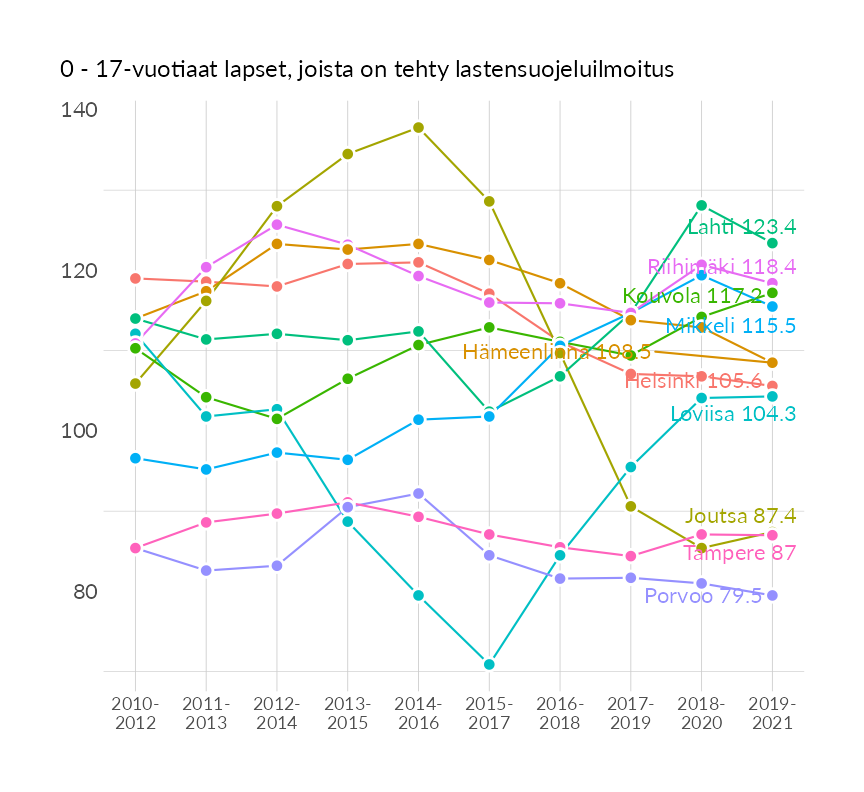 0 - 17-vuotiaat lapset, joista on tehty lastensuojeluilmoitus
140
120
100
80
Lahti 123.4
Riihimäki 118.4
Kouvola 117.2
Mikkeli 115.5
Hämeenlinna 108.5
Helsinki 105.6
Loviisa 104.3
Joutsa 87.4
Tampere 87
Porvoo 79.5
2010- 2011- 2012- 2013- 2014- 2015- 2016- 2017- 2018- 2019-
2012 2013 2014 2015 2016 2017 2018 2019 2020 2021